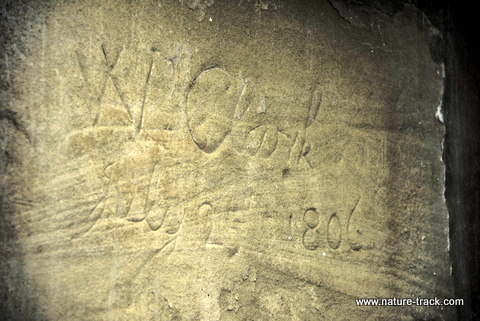 Wm Clark
July 25 1806
www.nature-track.com